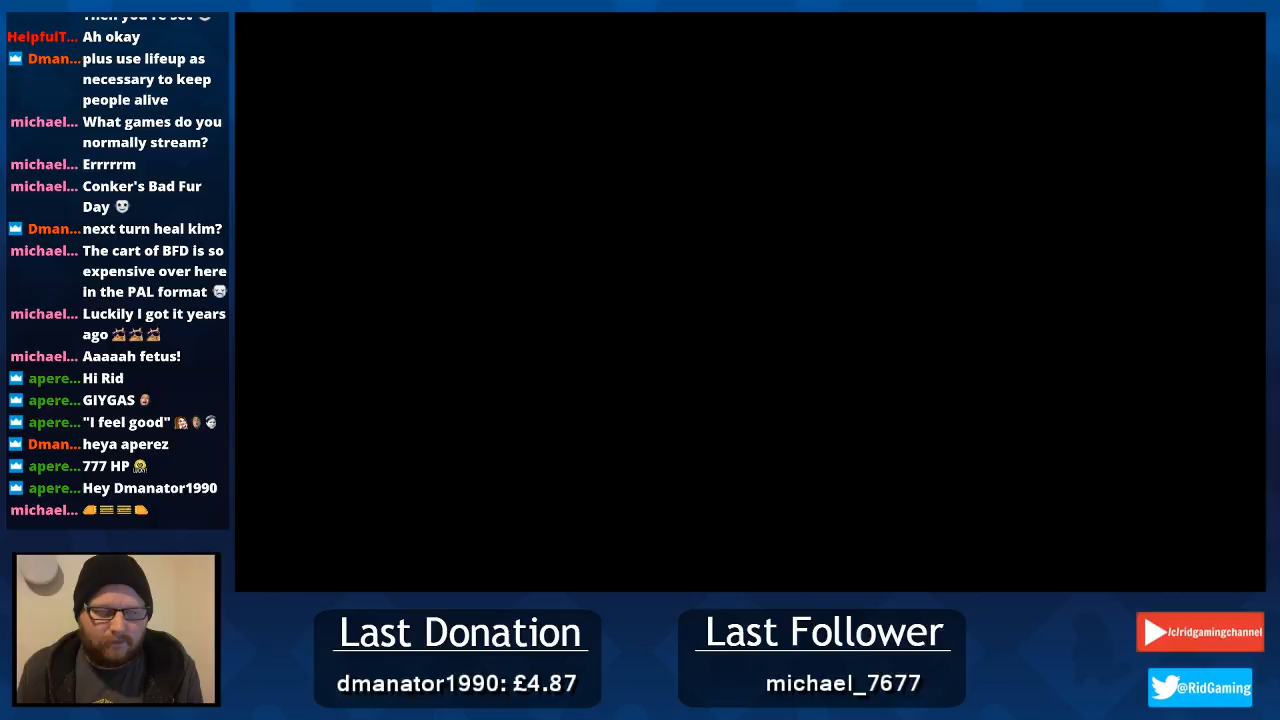 Then you're set
HelpfulT... Ah okay
Dman... plus use lifeup as
necessary to keep
people alive
michael... What games do you
normally stream?
michael... Errrrrm
michael... Conker's Bad Fur
Day
Dman... next turn heal kim?
michael... The cart of BFD is so
expensive over here
in the PAL format
michael... Luckily I got it years
ago
michael... Aaaaah fetus!
apere... Hi Rid
apere... GIYGAS
apere... "I feel good"
Dman... heya aperez
apere... 777 HP
apere... Hey Dmanator1990
michael...
Last Donation
dmanator1990: £4.87
Last Follower
michael_7677
/c/ridgamingchannel
@RidGaming